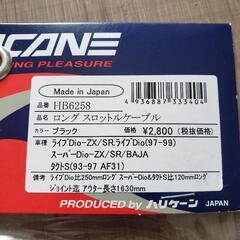 ICANE
NG PLEASURE
Made in Japan
4 936887 333404
品番 HB6258
品名 ロング スロットルケーブル
カラー ブラック ¥2,800(税抜価格)
車種 ライブDio-ZX/SR.ライブDio(97-99)
スーパーDio-ZX/SR/BAJA
タクトS(93-97 AF31)
備考 ライブDio比250mmロング スーパーDio&タクトS比120mmロング
ジョイント迄 アウター長さ1630mm
PRODUCED by ハリケーン JAPAN